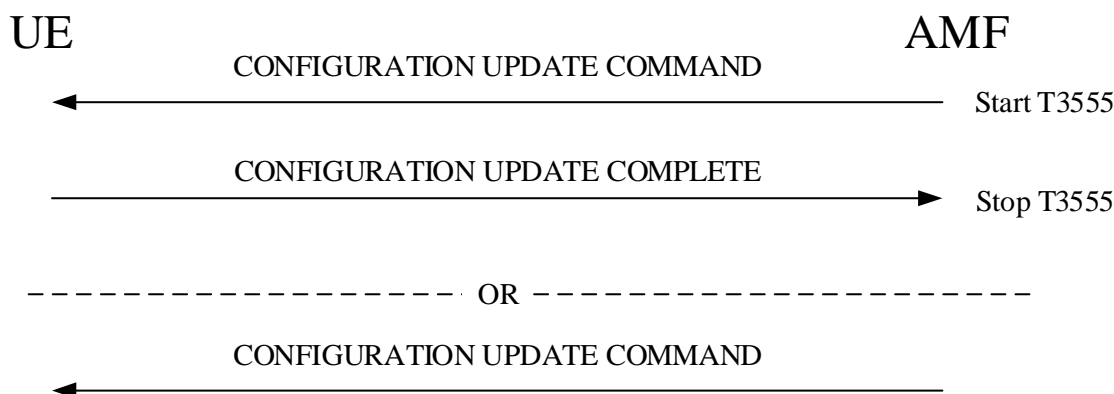 UE AMF
CONFIGURATION UPDATE COMMAND
Start T3555
CONFIGURATION UPDATE COMPLETE
Stop T3555
OR
CONFIGURATION UPDATE COMMAND